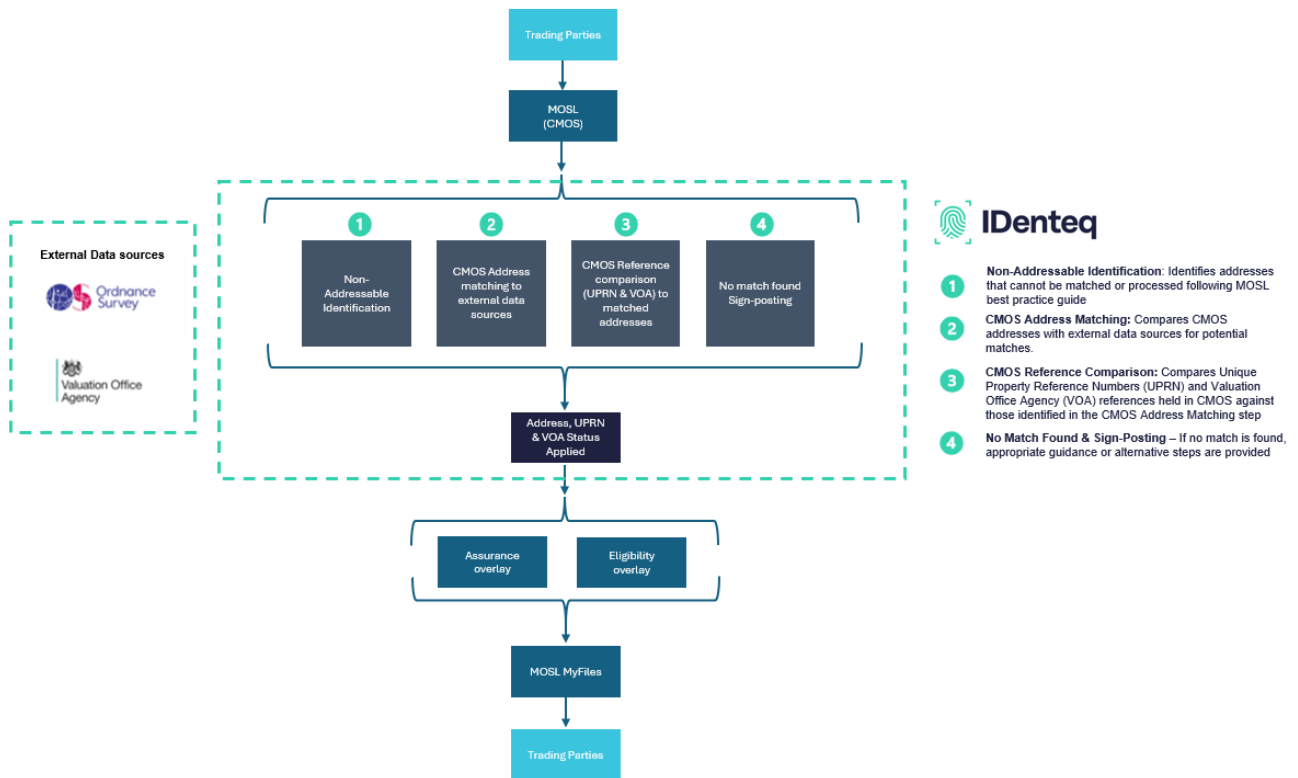 Trading Parties
MOSL
(CMOS)
External Data sources
Ordnance
Survey
Valuation Office
Agency
1
Non-
Addressable
Identification
2
CMOS Address
matching to
external data
sources
3
CMOS Reference
comparison
(UPRN & VOA) to
matched
addresses
4
No match found
Sign-posting
Address, UPRN
& VOA Status
Applied
Assurance
overlay
Eligibility
overlay
MOSL MyFiles
Trading Parties
IDenteq
1
Non-Addressable Identification: Identifies addresses
that cannot be matched or processed following MOSL
best practice guide
2
CMOS Address Matching: Compares CMOS
addresses with external data sources for potential
matches.
3
CMOS Reference Comparison: Compares Unique
Property Reference Numbers (UPRN) and Valuation
Office Agency (VOA) references held in CMOS against
those identified in the CMOS Address Matching step
4
No Match Found & Sign-Posting – If no match is found,
appropriate guidance or alternative steps are provided